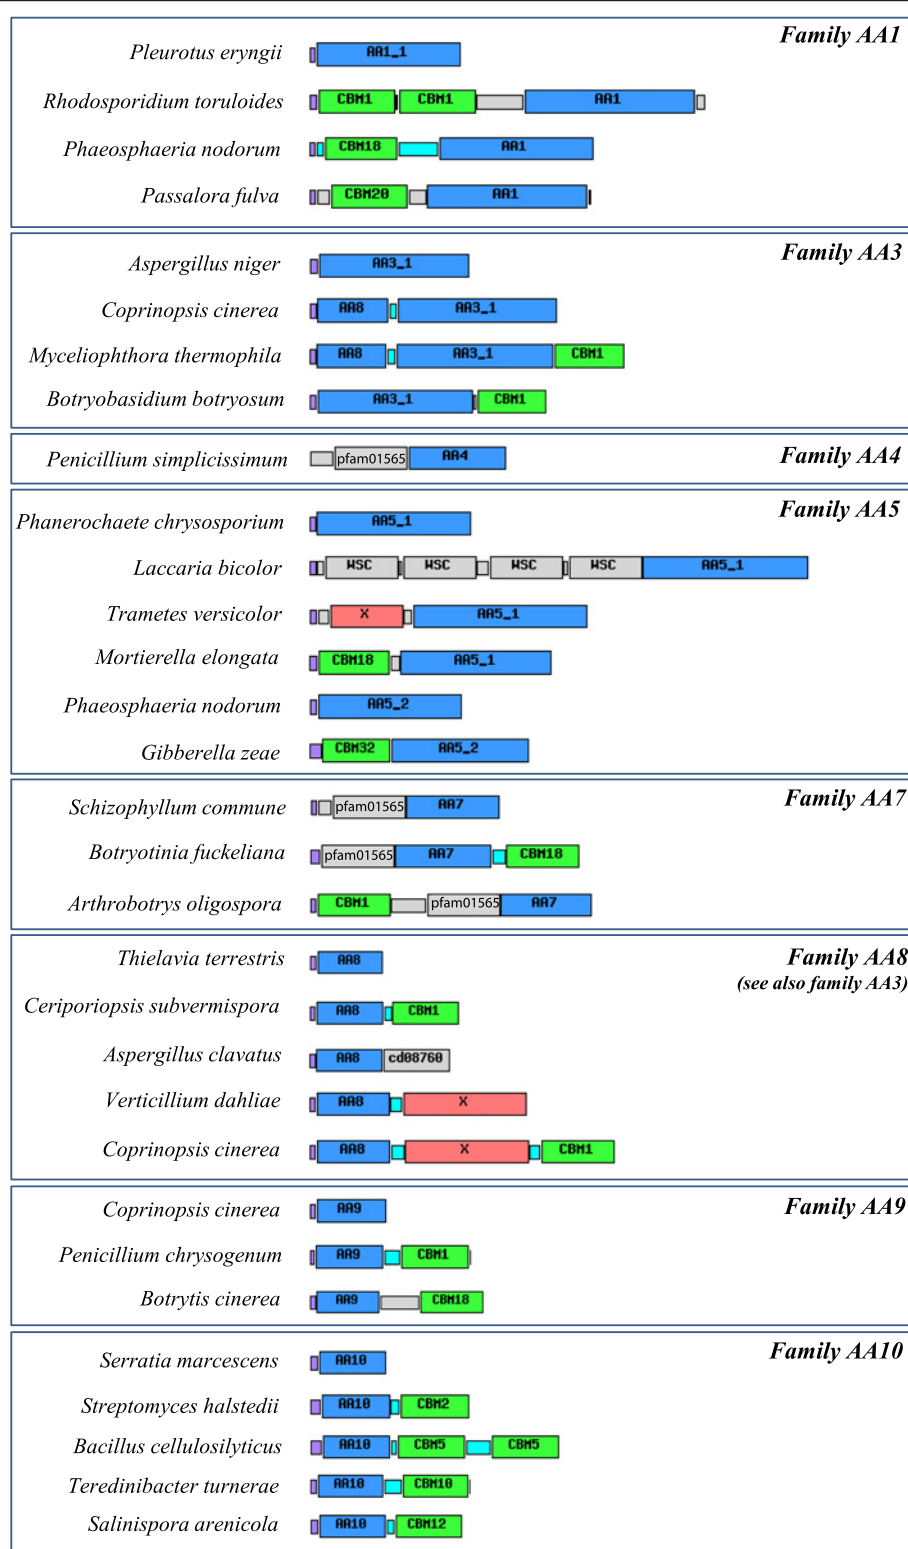 Family AA1
Pleurotus eryngii AA1_1
Rhodosporidium toruloides CBM1 CBM1 AA1
Phaeosphaeria nodorum CBM18 AA1
Passalora fulva CBM20 AA1
Family AA3
Aspergillus niger AA3_1
Coprinopsis cinerea AA8 AA3_1
Myceliophthora thermophila AA8 AA3_1 CBM1
Botryobasidium botryosum AA3_1 CBM1
Penicillium simplicissimum pfam01565 AA4 Family AA4
Family AA5
Phanerochaete chrysosporium AA5_1
Laccaria bicolor WSC WSC WSC WSC AA5_1
Trametes versicolor X AA5_1
Mortierella elongata CBM18 AA5_1
Phaeosphaeria nodorum AA5_2
Gibberella zeae CBM32 AA5_2
Family AA7
Schizophyllum commune pfam01565 AA7
Botryotinia fuckeliana pfam01565 AA7 CBM18
Arthrobotrys oligospora CBM1 pfam01565 AA7
Thielavia terrestris AA8 Family AA8
(see also family AA3)
Ceriporiopsis subvermispora AA8 CBM1
Aspergillus clavatus AA8 cd08760
Verticillium dahliae AA8 X
Coprinopsis cinerea AA8 X CBM1
Coprinopsis cinerea AA9 Family AA9
Penicillium chrysogenum AA9 CBM1
Botrytis cinerea AA9 CBM18
Family AA10
Serratia marcescens AA10
Streptomyces halstedii AA10 CBM2
Bacillus cellulosilyticus AA10 CBM5 CBM5
Teredinibacter turnerae AA10 CBM10
Salinispora arenicola AA10 CBM12